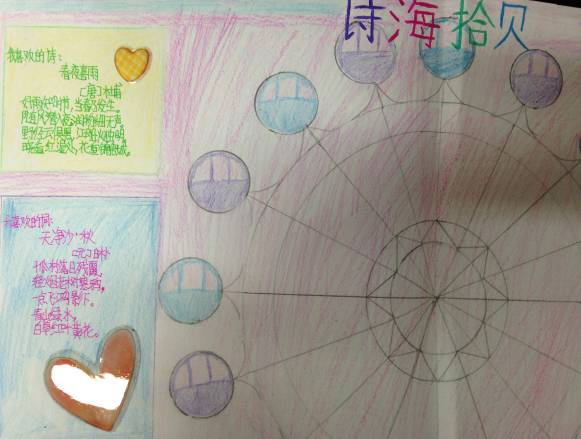 诗海拾贝
我喜欢的诗:
春夜喜雨
[唐]杜甫
好雨知时节,当春乃发生。
随风潜入夜,润物细无声。
野径云俱黑,江船火独明。
晓看红湿处,花重锦官城。
喜欢的词:
天净沙·秋
[元]白朴
孤村落日残霞,
轻烟老树寒鸦,
一点飞鸿影下。
青山绿水,
白草红叶黄花。